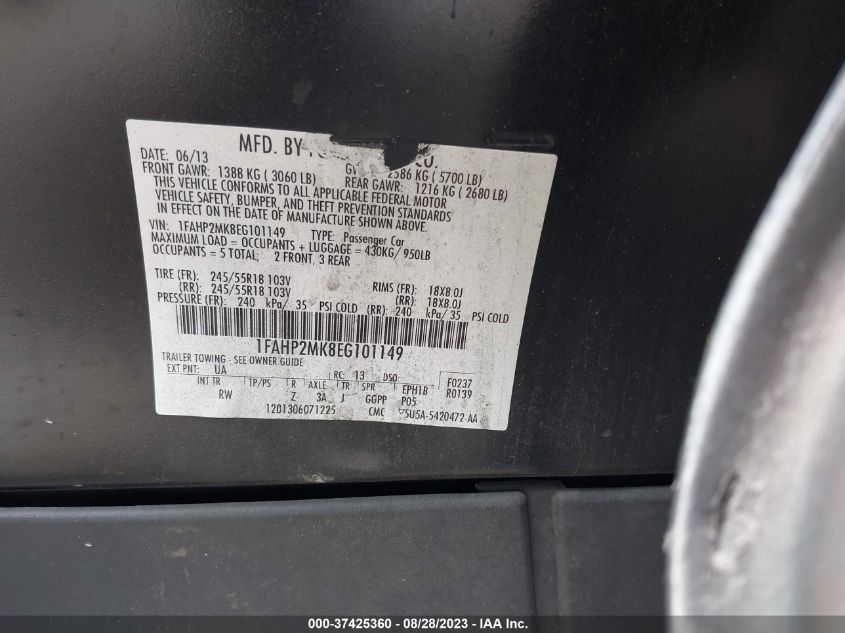 MFD. BY CO.
DATE: 06/13
FRONT GAWR: 1388 KG ( 3060 LB) 2586 KG ( 5700 LB)
REAR GAWR: 1216 KG ( 2680 LB)
THIS VEHICLE CONFORMS TO ALL APPLICABLE FEDERAL MOTOR
VEHICLE SAFETY, BUMPER, AND THEFT PREVENTION STANDARDS
IN EFFECT ON THE DATE OF MANUFACTURE SHOWN ABOVE.
VIN: 1FAHP2MK8EG101149 TYPE: Passenger Car
MAXIMUM LOAD = OCCUPANTS + LUGGAGE = 430KG/ 950LB
OCCUPANTS = 5 TOTAL; 2 FRONT, 3 REAR
TIRE (FR): 245/55R18 103V RIMS (FR): 18X8.0J
(RR): 245/55R18 103V (RR): 18X8.0J
PRESSURE (FR): 240 kPa/ 35 PSI COLD (RR): 240 kPa/ 35 PSI COLD
1FAHP2MK8EG101149
TRAILER TOWING - SEE OWNER GUIDE
EXT PNT: UA RC: 13 DSO: F0237
INT TR TP/PS R AXLE TR SPR EPH1B R0139
RW Z 3A J GGPP P05
1201306071225 CMC ▽5U5A-5420472-AA
000-37425360 - 08/28/2023 - © IAA Inc.